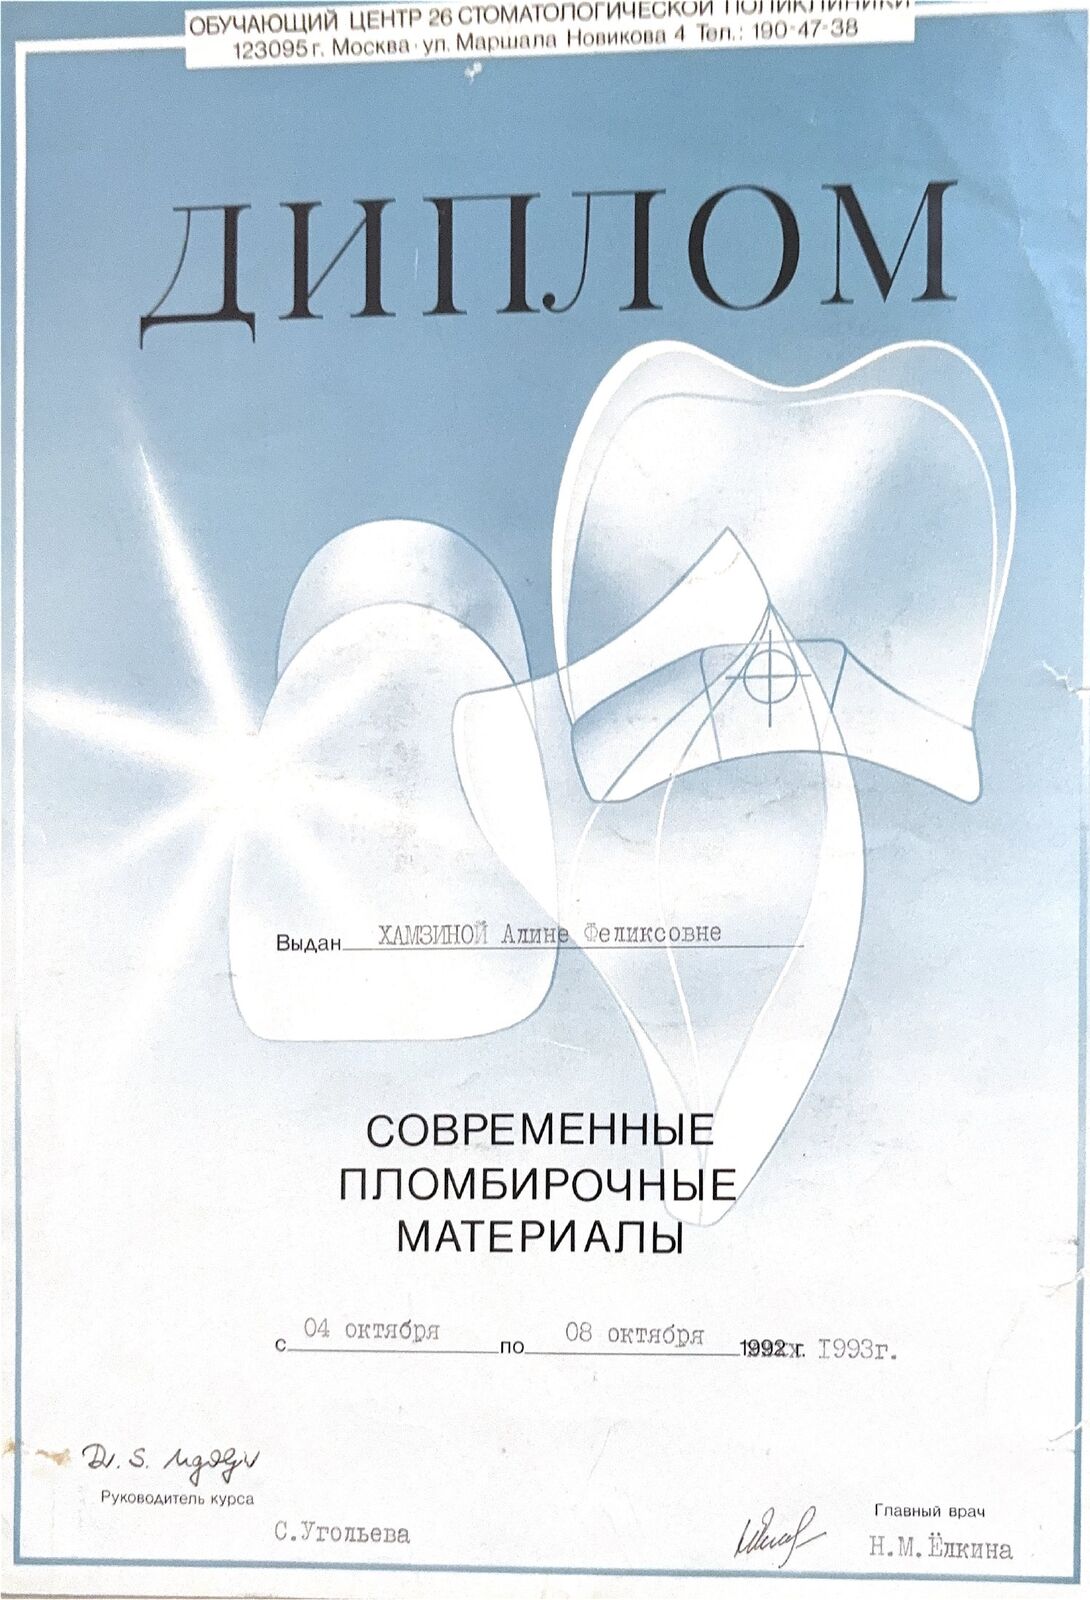 ОБУЧАЮЩИЙ ЦЕНТР 26 СТОМАТОЛОГИЧЕСКОЙ ПОЛИКЛИНИКИ
123095 г. Москва ул. Маршала Новикова 4 Тел.: 190-47-38
ДИПЛОМ
Выдан ХАМЗИНОЙ Алине Феликсовне
СОВРЕМЕННЫЕ
ПЛОМБИРОЧНЫЕ
МАТЕРИАЛЫ
с 04 октября по 08 октября 1992 г. 1993г.
Dr. S.
Руководитель курса
С.Угольева
Главный врач
Н.М.Ёлкина